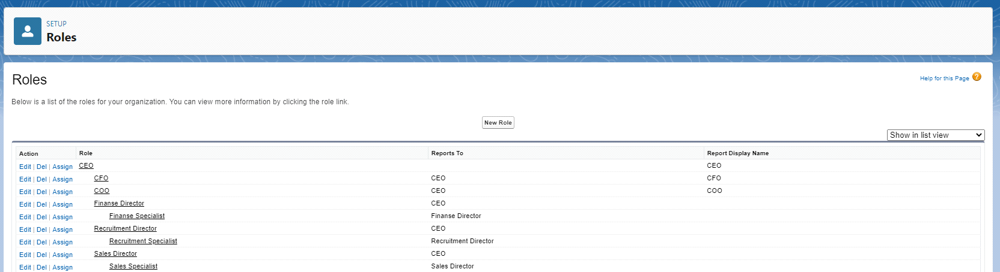 SETUP
Roles
Roles
Help for this Page ?
Below is a list of the roles for your organization. You can view more information by clicking the role link.
New Role
Show in list view
Action Role Reports To Report Display Name
Edit | Del | Assign CEO CEO
Edit | Del | Assign CFO CEO CFO
Edit | Del | Assign COO CEO COO
Edit | Del | Assign Finanse Director CEO
Edit | Del | Assign Finanse Specialist Finanse Director
Edit | Del | Assign Recruitment Director CEO
Edit | Del | Assign Recruitment Specialist Recruitment Director
Edit | Del | Assign Sales Director CEO
Edit | Del | Assign Sales Specialist Sales Director